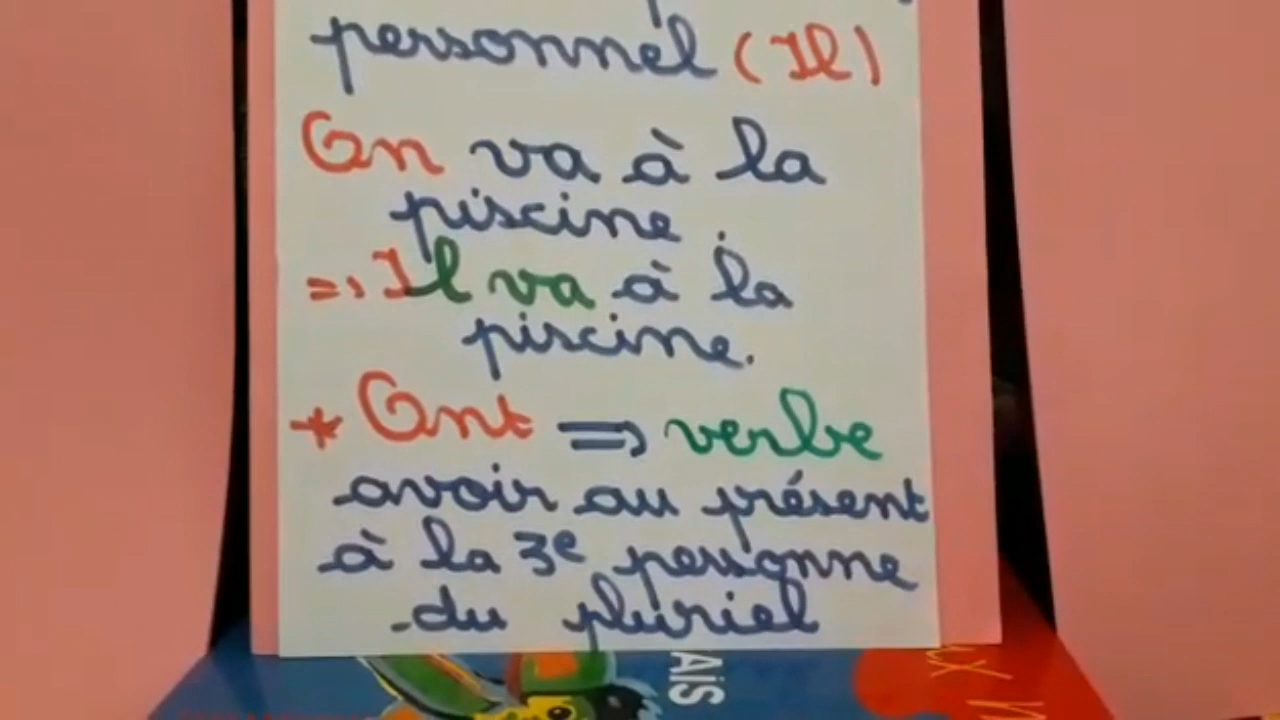 personnel (Il)
On va à la
piscine.
=> Il va à la
piscine.
* Ont => verbe
avoir au présent
à la 3e personne
du pluriel
AIS